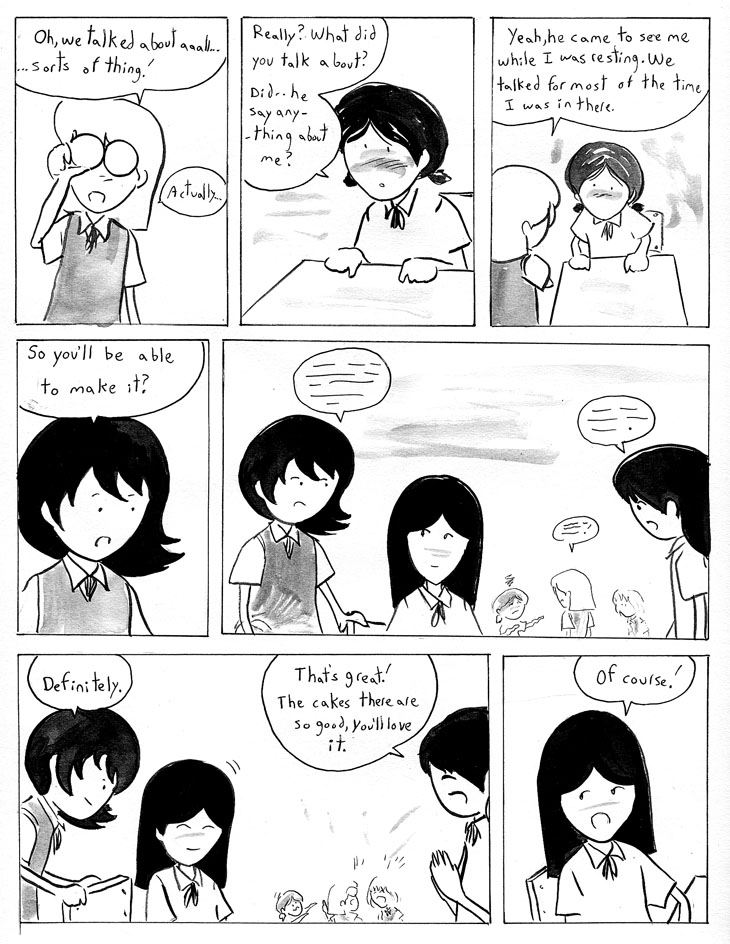 Yeah, he came to see me
while I was resting. We
talked for most of the time
I was in there.
Really? What did
you talk about?
Did-- he
say any-
-thing about
me?
Oh, we talked about aaall...
...sorts of thing!
Actually...
So you'll be able
to make it?
Of course!
That's great!
The cakes there are
so good, you'll love
it.
Definitely.